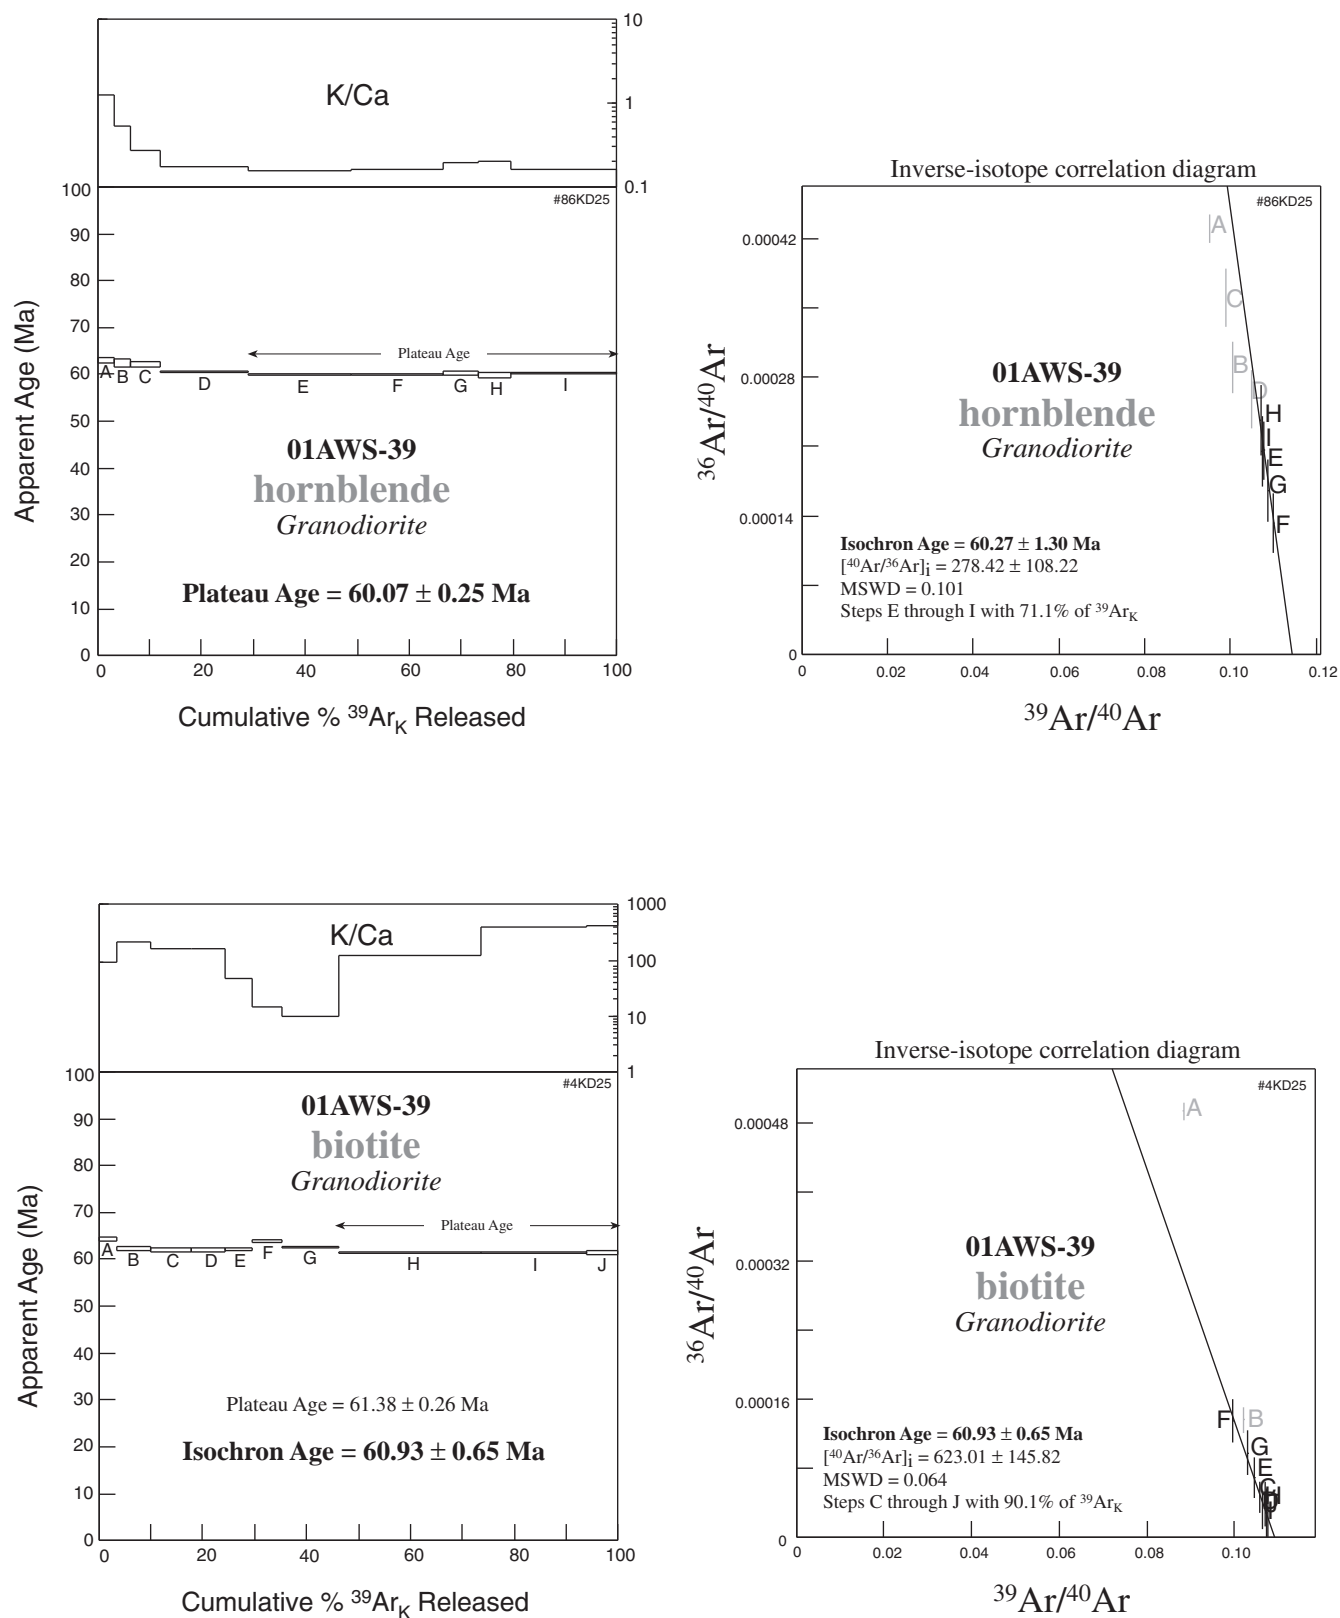 10
K/Ca
1
0.1
100
#86KD25
90
80
70
Plateau Age
60
A B C D E F G H I
50
01AWS-39
hornblende
Granodiorite
40
30
20
Plateau Age = 60.07 ± 0.25 Ma
10
0
Apparent Age (Ma)
0 20 40 60 80 100
Cumulative % 39ArK Released
Inverse-isotope correlation diagram
#86KD25
A
0.00042
C
B
0.00028
D
H
I
E
G
F
0.00014
0
36Ar/40Ar
01AWS-39
hornblende
Granodiorite
Isochron Age = 60.27 ± 1.30 Ma
[40Ar/36Ar]i = 278.42 ± 108.22
MSWD = 0.101
Steps E through I with 71.1% of 39ArK
0 0.02 0.04 0.06 0.08 0.10 0.12
39Ar/40Ar
1000
K/Ca
100
10
1
100
#4KD25
01AWS-39
biotite
Granodiorite
90
80
70
Plateau Age
60
A B C D E F G H I J
50
40
30
Plateau Age = 61.38 ± 0.26 Ma
20
Isochron Age = 60.93 ± 0.65 Ma
10
0
Apparent Age (Ma)
0 20 40 60 80 100
Cumulative % 39ArK Released
Inverse-isotope correlation diagram
#4KD25
A
0.00048
0.00032
0.00016
0
36Ar/40Ar
01AWS-39
biotite
Granodiorite
F
B
G
E
C
H
J
Isochron Age = 60.93 ± 0.65 Ma
[40Ar/36Ar]i = 623.01 ± 145.82
MSWD = 0.064
Steps C through J with 90.1% of 39ArK
0 0.02 0.04 0.06 0.08 0.10
39Ar/40Ar